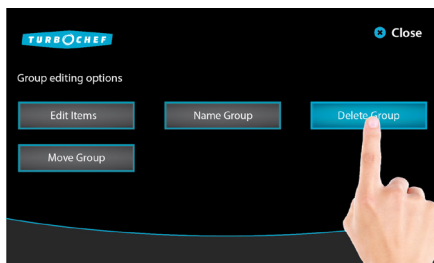 TURBOCHEF
Close
Group editing options
Edit Items
Name Group
Delete Group
Move Group